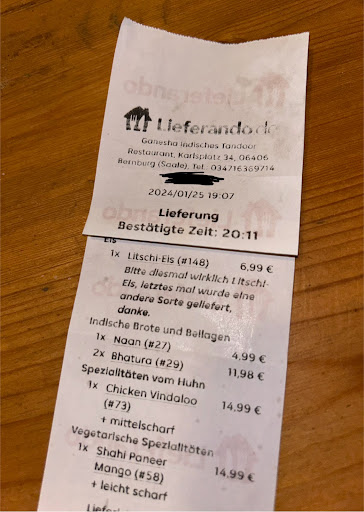 Lieferando.de
Ganesha indisches Tandoor
Restaurant, Karlsplatz 34, 06406
Bernburg (Saale), Tel. 034716369714
2024/01/25 19:07
Lieferung
Bestätigte Zeit: 20:11
Eis
1x Litschi-Eis (#148) 6,99 €
Bitte diesmal wirklich Litschi-
Eis, letztes mal wurde eine
andere Sorte geliefert,
danke.
Indische Brote und Beilagen
1x Naan (#27) 4,99 €
2x Bhatura (#29) 11,98 €
Spezialitäten vom Huhn
1x Chicken Vindaloo 14,99 €
(#73)
+ mittelscharf
Vegetarische Spezialitäten
1x Shahi Paneer 14,99 €
Mango (#58)
+ leicht scharf